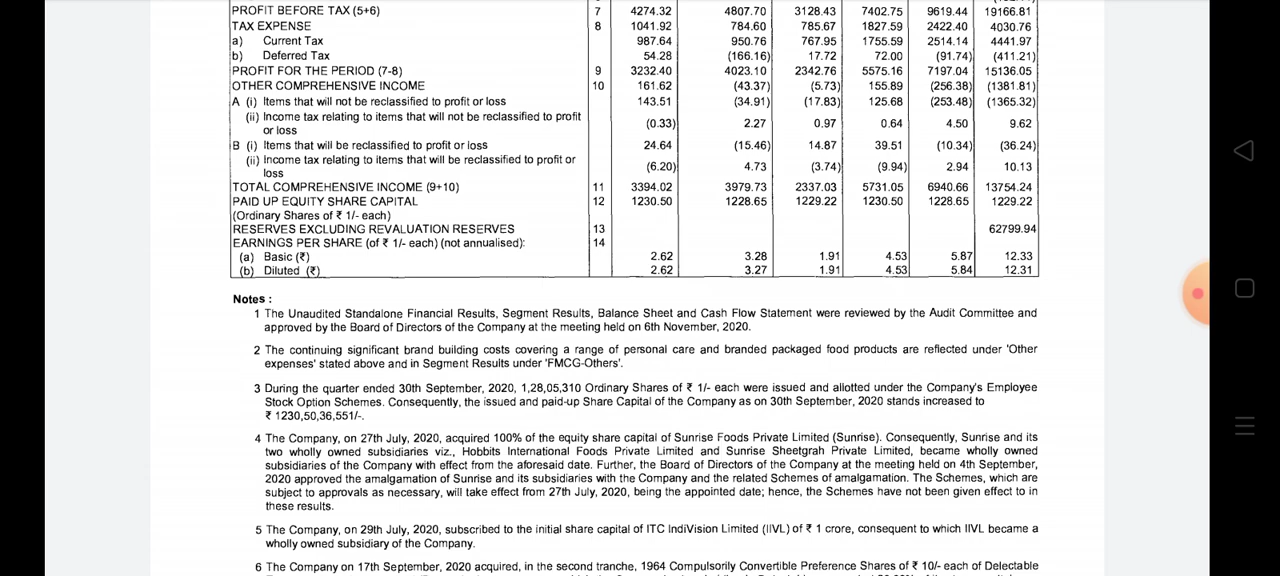 PROFIT BEFORE TAX (5+6) 7 4274.32 4807.70 3128.43 7402.75 9619.44 19166.81
TAX EXPENSE 8 1041.92 784.60 785.67 1827.59 2422.40 4030.76
a) Current Tax 987.64 950.76 767.95 1755.59 2514.14 4441.97
b) Deferred Tax 54.28 (166.16) 17.72 72.00 (91.74) (411.21)
PROFIT FOR THE PERIOD (7-8) 9 3232.40 4023.10 2342.76 5575.16 7197.04 15136.05
OTHER COMPREHENSIVE INCOME 10 161.62 (43.37) (5.73) 155.89 (256.38) (1381.81)
A (i) Items that will not be reclassified to profit or loss 143.51 (34.91) (17.83) 125.68 (253.48) (1365.32)
(ii) Income tax relating to items that will not be reclassified to profit
or loss (0.33) 2.27 0.97 0.64 4.50 9.62
B (i) Items that will be reclassified to profit or loss 24.64 (15.46) 14.87 39.51 (10.34) (36.24)
(ii) Income tax relating to items that will be reclassified to profit or
loss (6.20) 4.73 (3.74) (9.94) 2.94 10.13
TOTAL COMPREHENSIVE INCOME (9+10) 11 3394.02 3979.73 2337.03 5731.05 6940.66 13754.24
PAID UP EQUITY SHARE CAPITAL 12 1230.50 1228.65 1229.22 1230.50 1228.65 1229.22
(Ordinary Shares of ₹ 1/- each)
RESERVES EXCLUDING REVALUATION RESERVES 13 62799.94
EARNINGS PER SHARE (of ₹ 1/- each) (not annualised): 14
(a) Basic (₹) 2.62 3.28 1.91 4.53 5.87 12.33
(b) Diluted (₹) 2.62 3.27 1.91 4.53 5.84 12.31
Notes :
1 The Unaudited Standalone Financial Results, Segment Results, Balance Sheet and Cash Flow Statement were reviewed by the Audit Committee and
approved by the Board of Directors of the Company at the meeting held on 6th November, 2020.
2 The continuing significant brand building costs covering a range of personal care and branded packaged food products are reflected under 'Other
expenses' stated above and in Segment Results under 'FMCG-Others'.
3 During the quarter ended 30th September, 2020, 1,28,05,310 Ordinary Shares of ₹ 1/- each were issued and allotted under the Company's Employee
Stock Option Schemes. Consequently, the issued and paid-up Share Capital of the Company as on 30th September, 2020 stands increased to
₹ 1230,50,36,551/-.
4 The Company, on 27th July, 2020, acquired 100% of the equity share capital of Sunrise Foods Private Limited (Sunrise). Consequently, Sunrise and its
two wholly owned subsidiaries viz., Hobbits International Foods Private Limited and Sunrise Sheetgrah Private Limited, became wholly owned
subsidiaries of the Company with effect from the aforesaid date. Further, the Board of Directors of the Company at the meeting held on 4th September,
2020 approved the amalgamation of Sunrise and its subsidiaries with the Company and the related Schemes of amalgamation. The Schemes, which are
subject to approvals as necessary, will take effect from 27th July, 2020, being the appointed date; hence, the Schemes have not been given effect to in
these results.
5 The Company, on 29th July, 2020, subscribed to the initial share capital of ITC IndiVision Limited (IIVL) of ₹ 1 crore, consequent to which IIVL became a
wholly owned subsidiary of the Company.
6 The Company on 17th September, 2020 acquired, in the second tranche, 1964 Compulsorily Convertible Preference Shares of ₹ 10/- each of Delectable